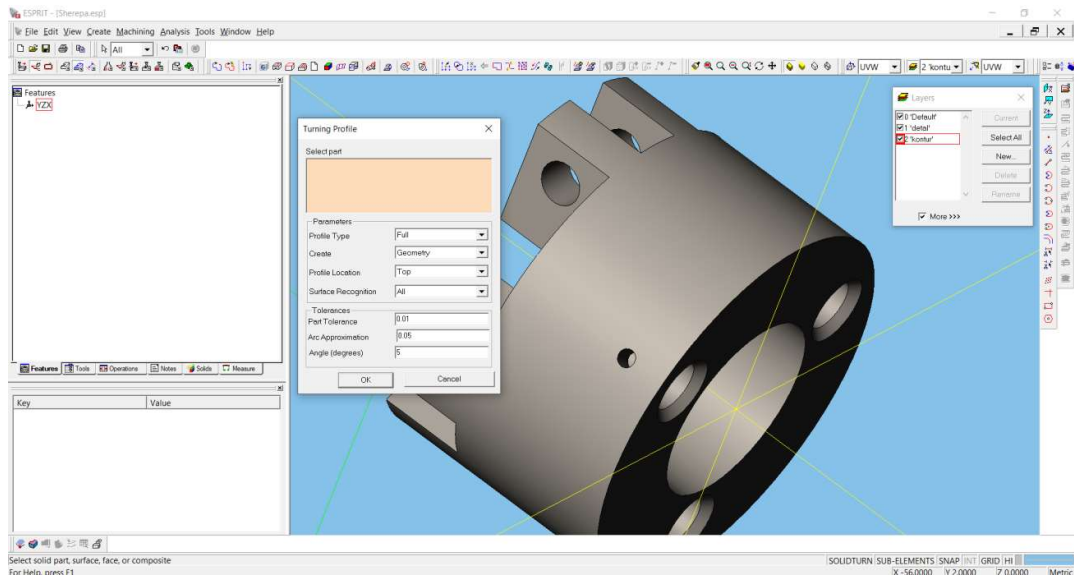 ESPRIT - [Sherepa.esp]
File Edit View Create Machining Analysis Tools Window Help
All
UVW
2 'kontu
UVW
Features
YZX
Turning Profile
Select part
Parameters
Profile Type Full
Create Geometry
Profile Location Top
Surface Recognition All
Tolerances
Part Tolerance 0.01
Arc Approximation 0.05
Angle (degrees) 5
OK Cancel
Layers
0 'Default'
1 'detal'
2 'kontur'
Current
Select All
New...
Delete
Rename
More >>>
Features Tools Operations Notes Solids Measure
Key Value
Select solid part, surface, face, or composite
SOLIDTURN SUB-ELEMENTS SNAP INT GRID HI
For Help, press F1
X -56.0000 Y 2.0000 Z 0.0000 Metric